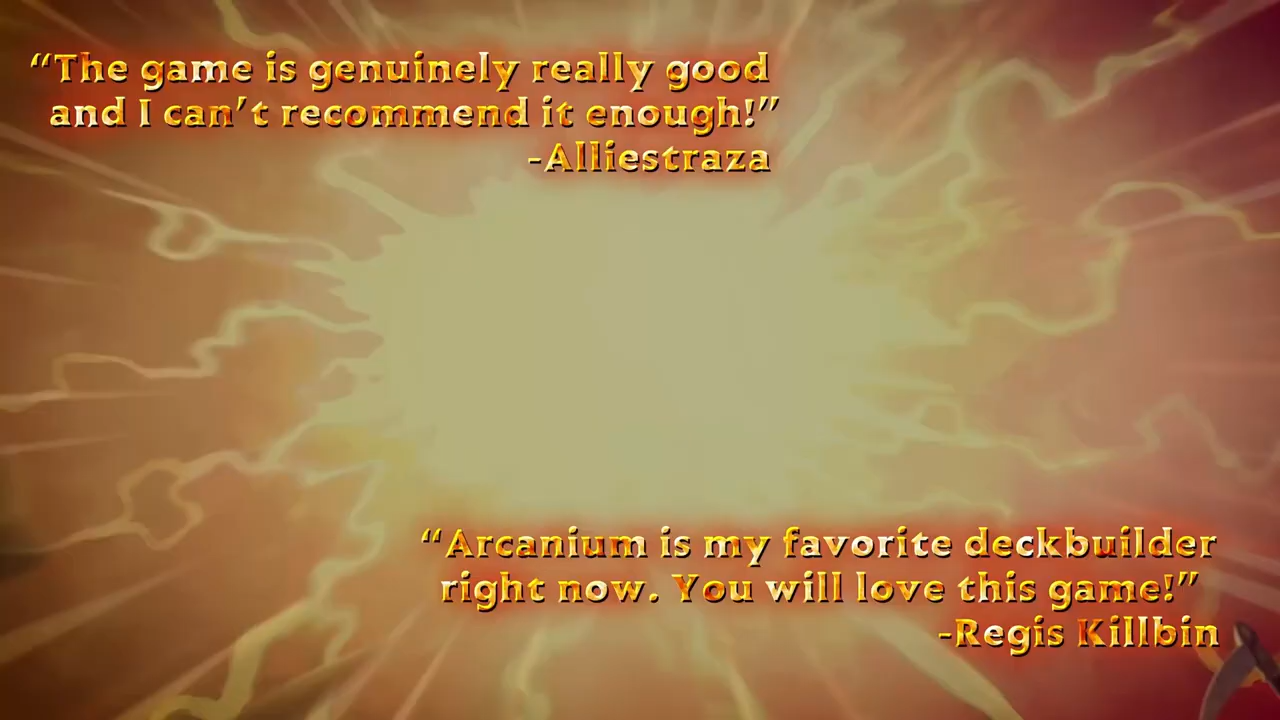 “The game is genuinely really good
and I can’t recommend it enough!”
-Alliestraza
“Arcanium is my favorite deckbuilder
right now. You will love this game!”
-Regis Killbin